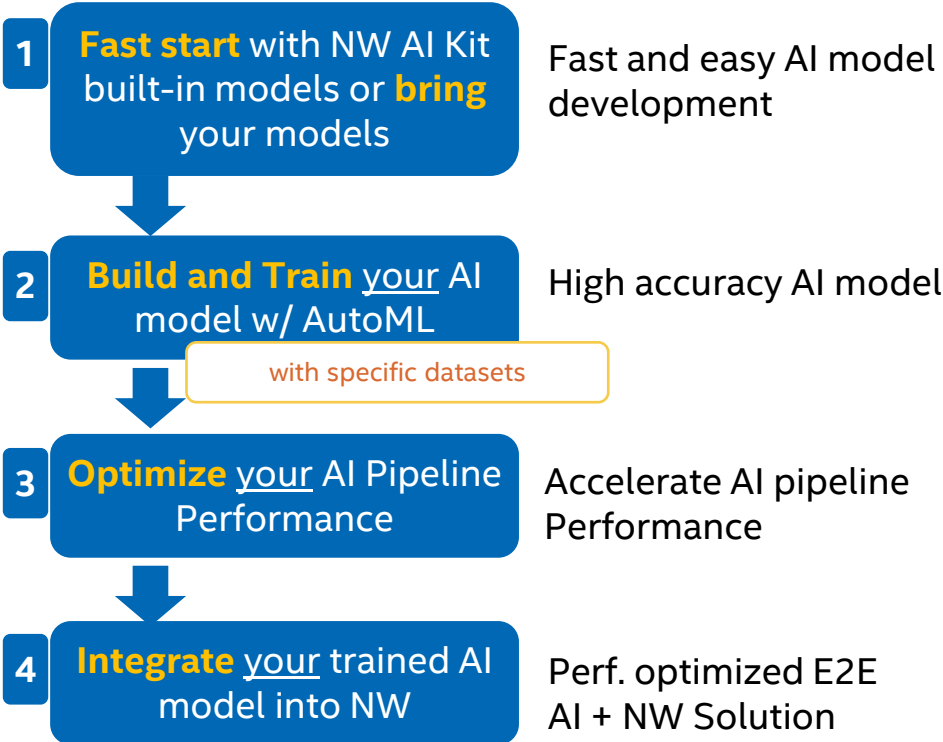 1
Fast start with NW AI Kit
built-in models or bring
your models
Fast and easy AI model
development
2
Build and Train your AI
model w/ AutoML
with specific datasets
High accuracy AI model
3
Optimize your AI Pipeline
Performance
Accelerate AI pipeline
Performance
4
Integrate your trained AI
model into NW
Perf. optimized E2E
AI + NW Solution